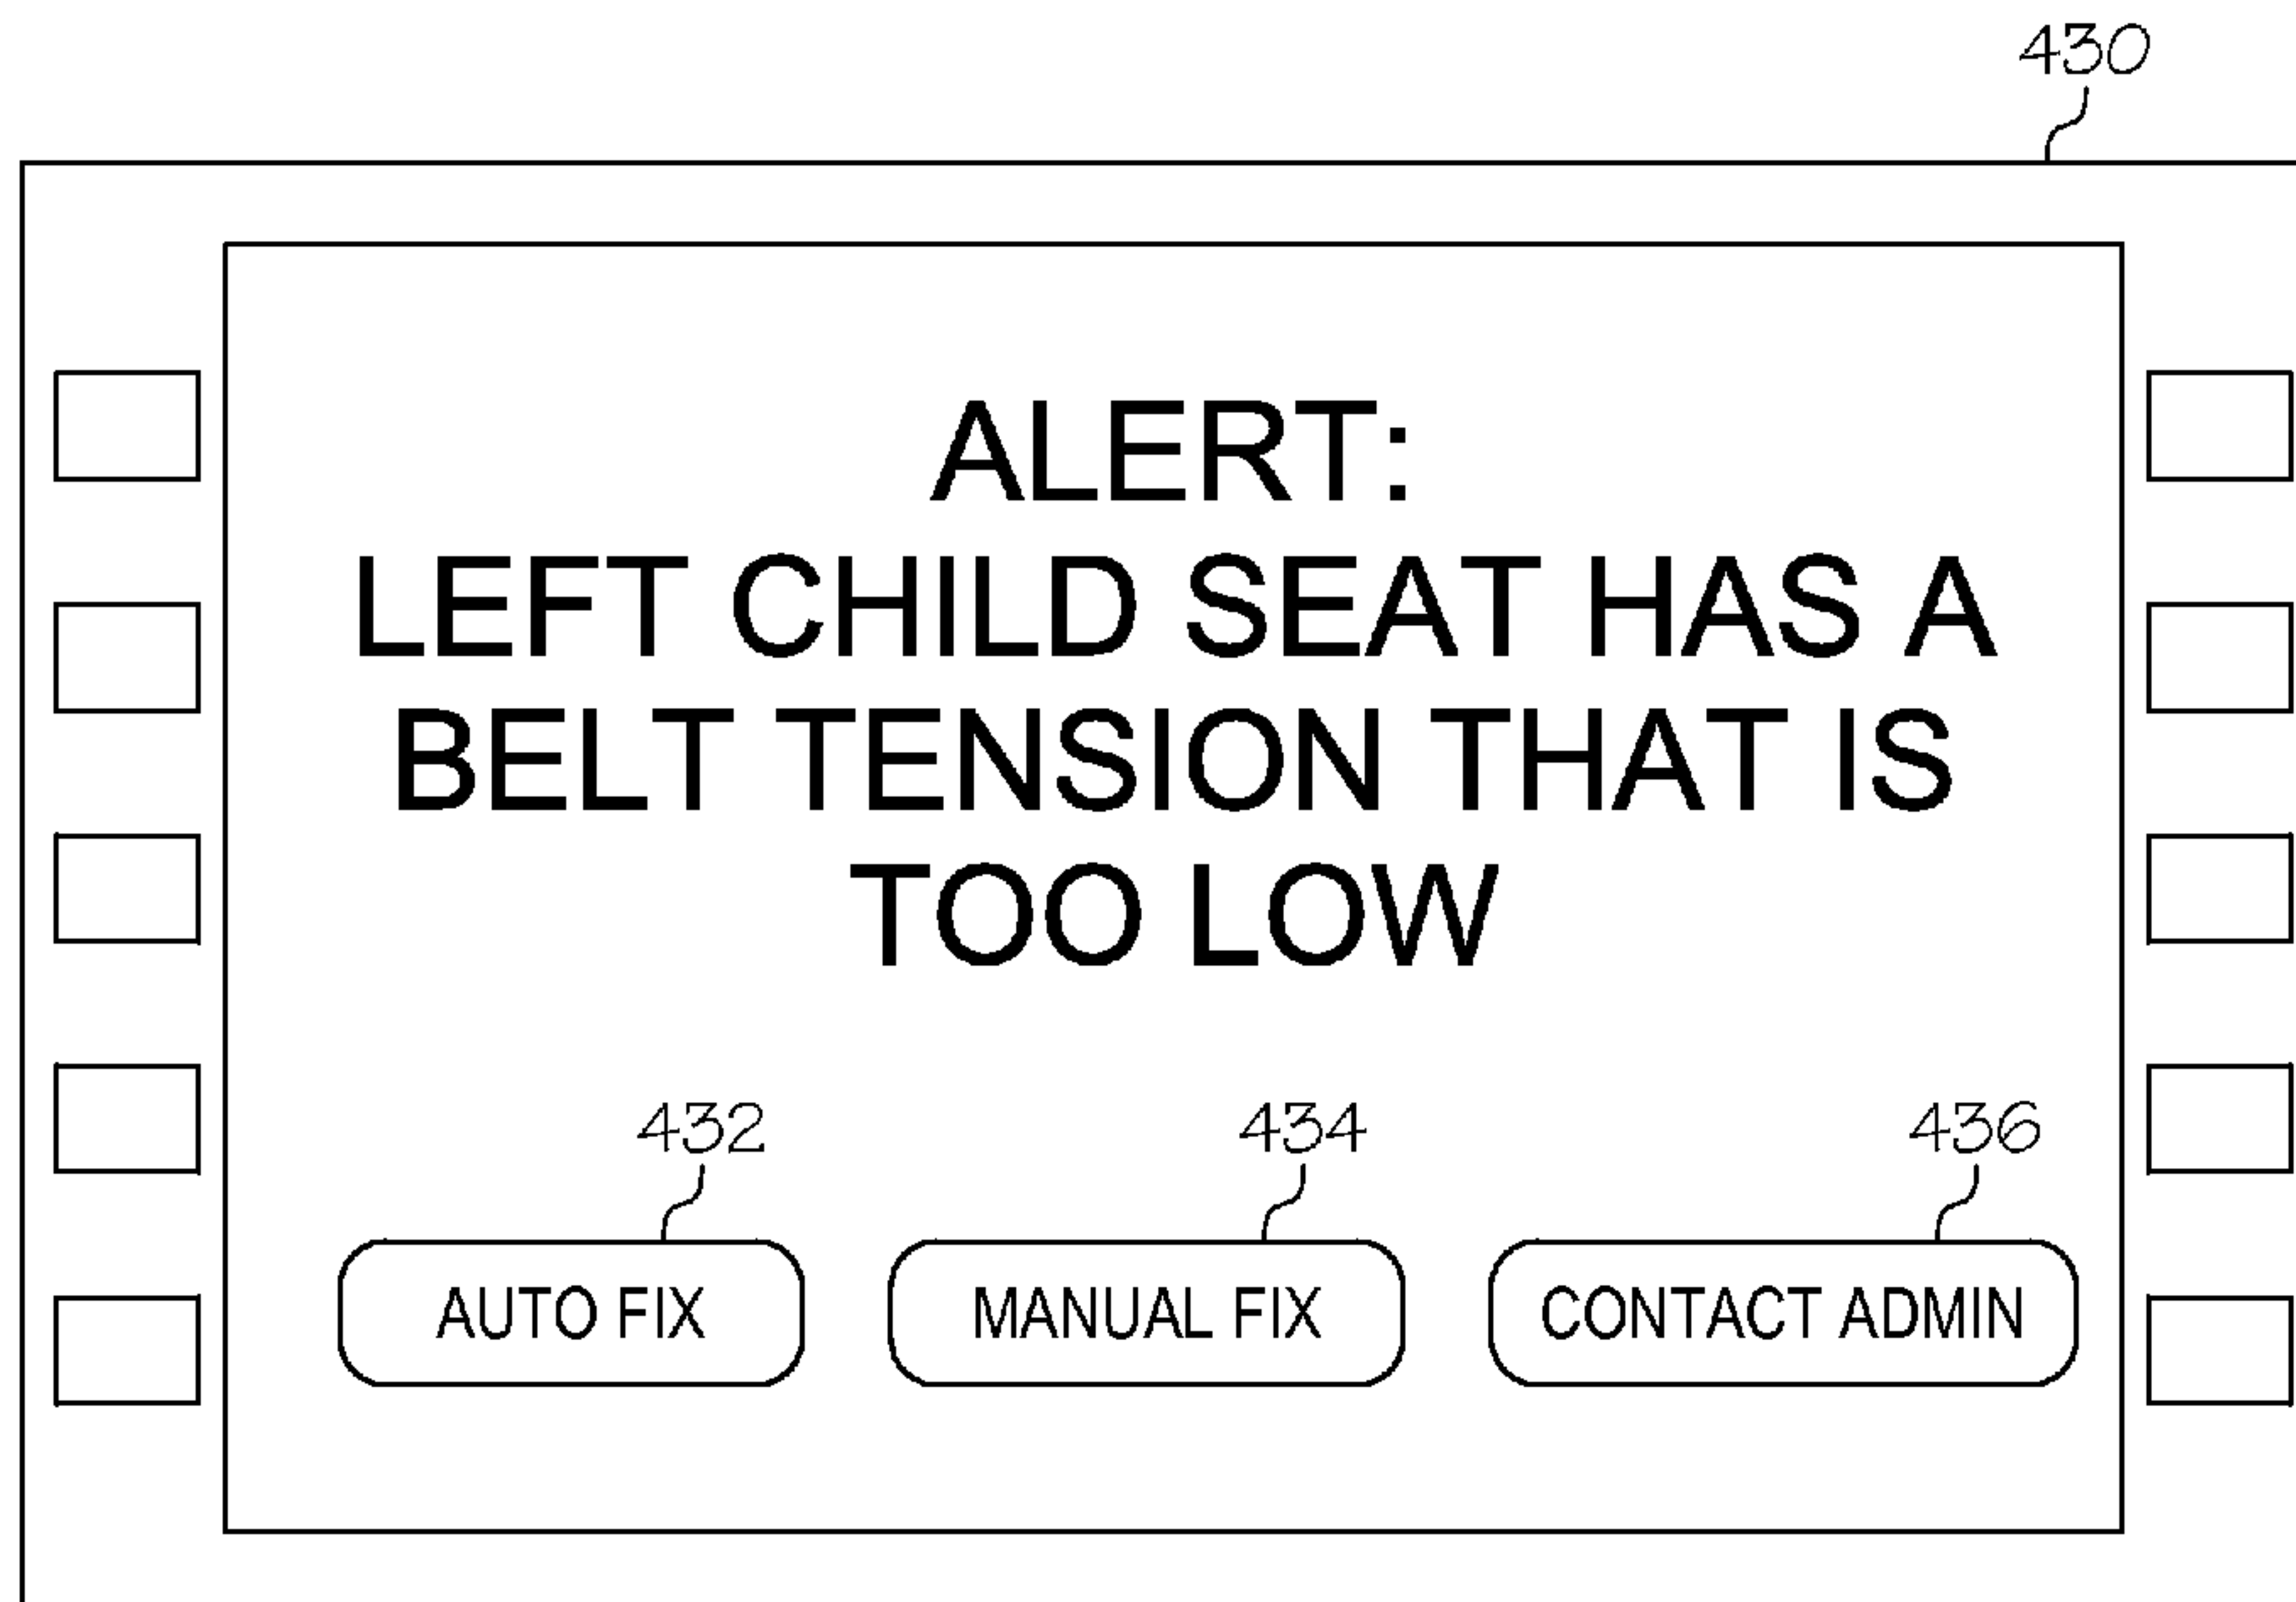 430
ALERT:
LEFT CHILD SEAT HAS A
BELT TENSION THAT IS
TOO LOW
432 434 436
AUTO FIX MANUAL FIX CONTACT ADMIN